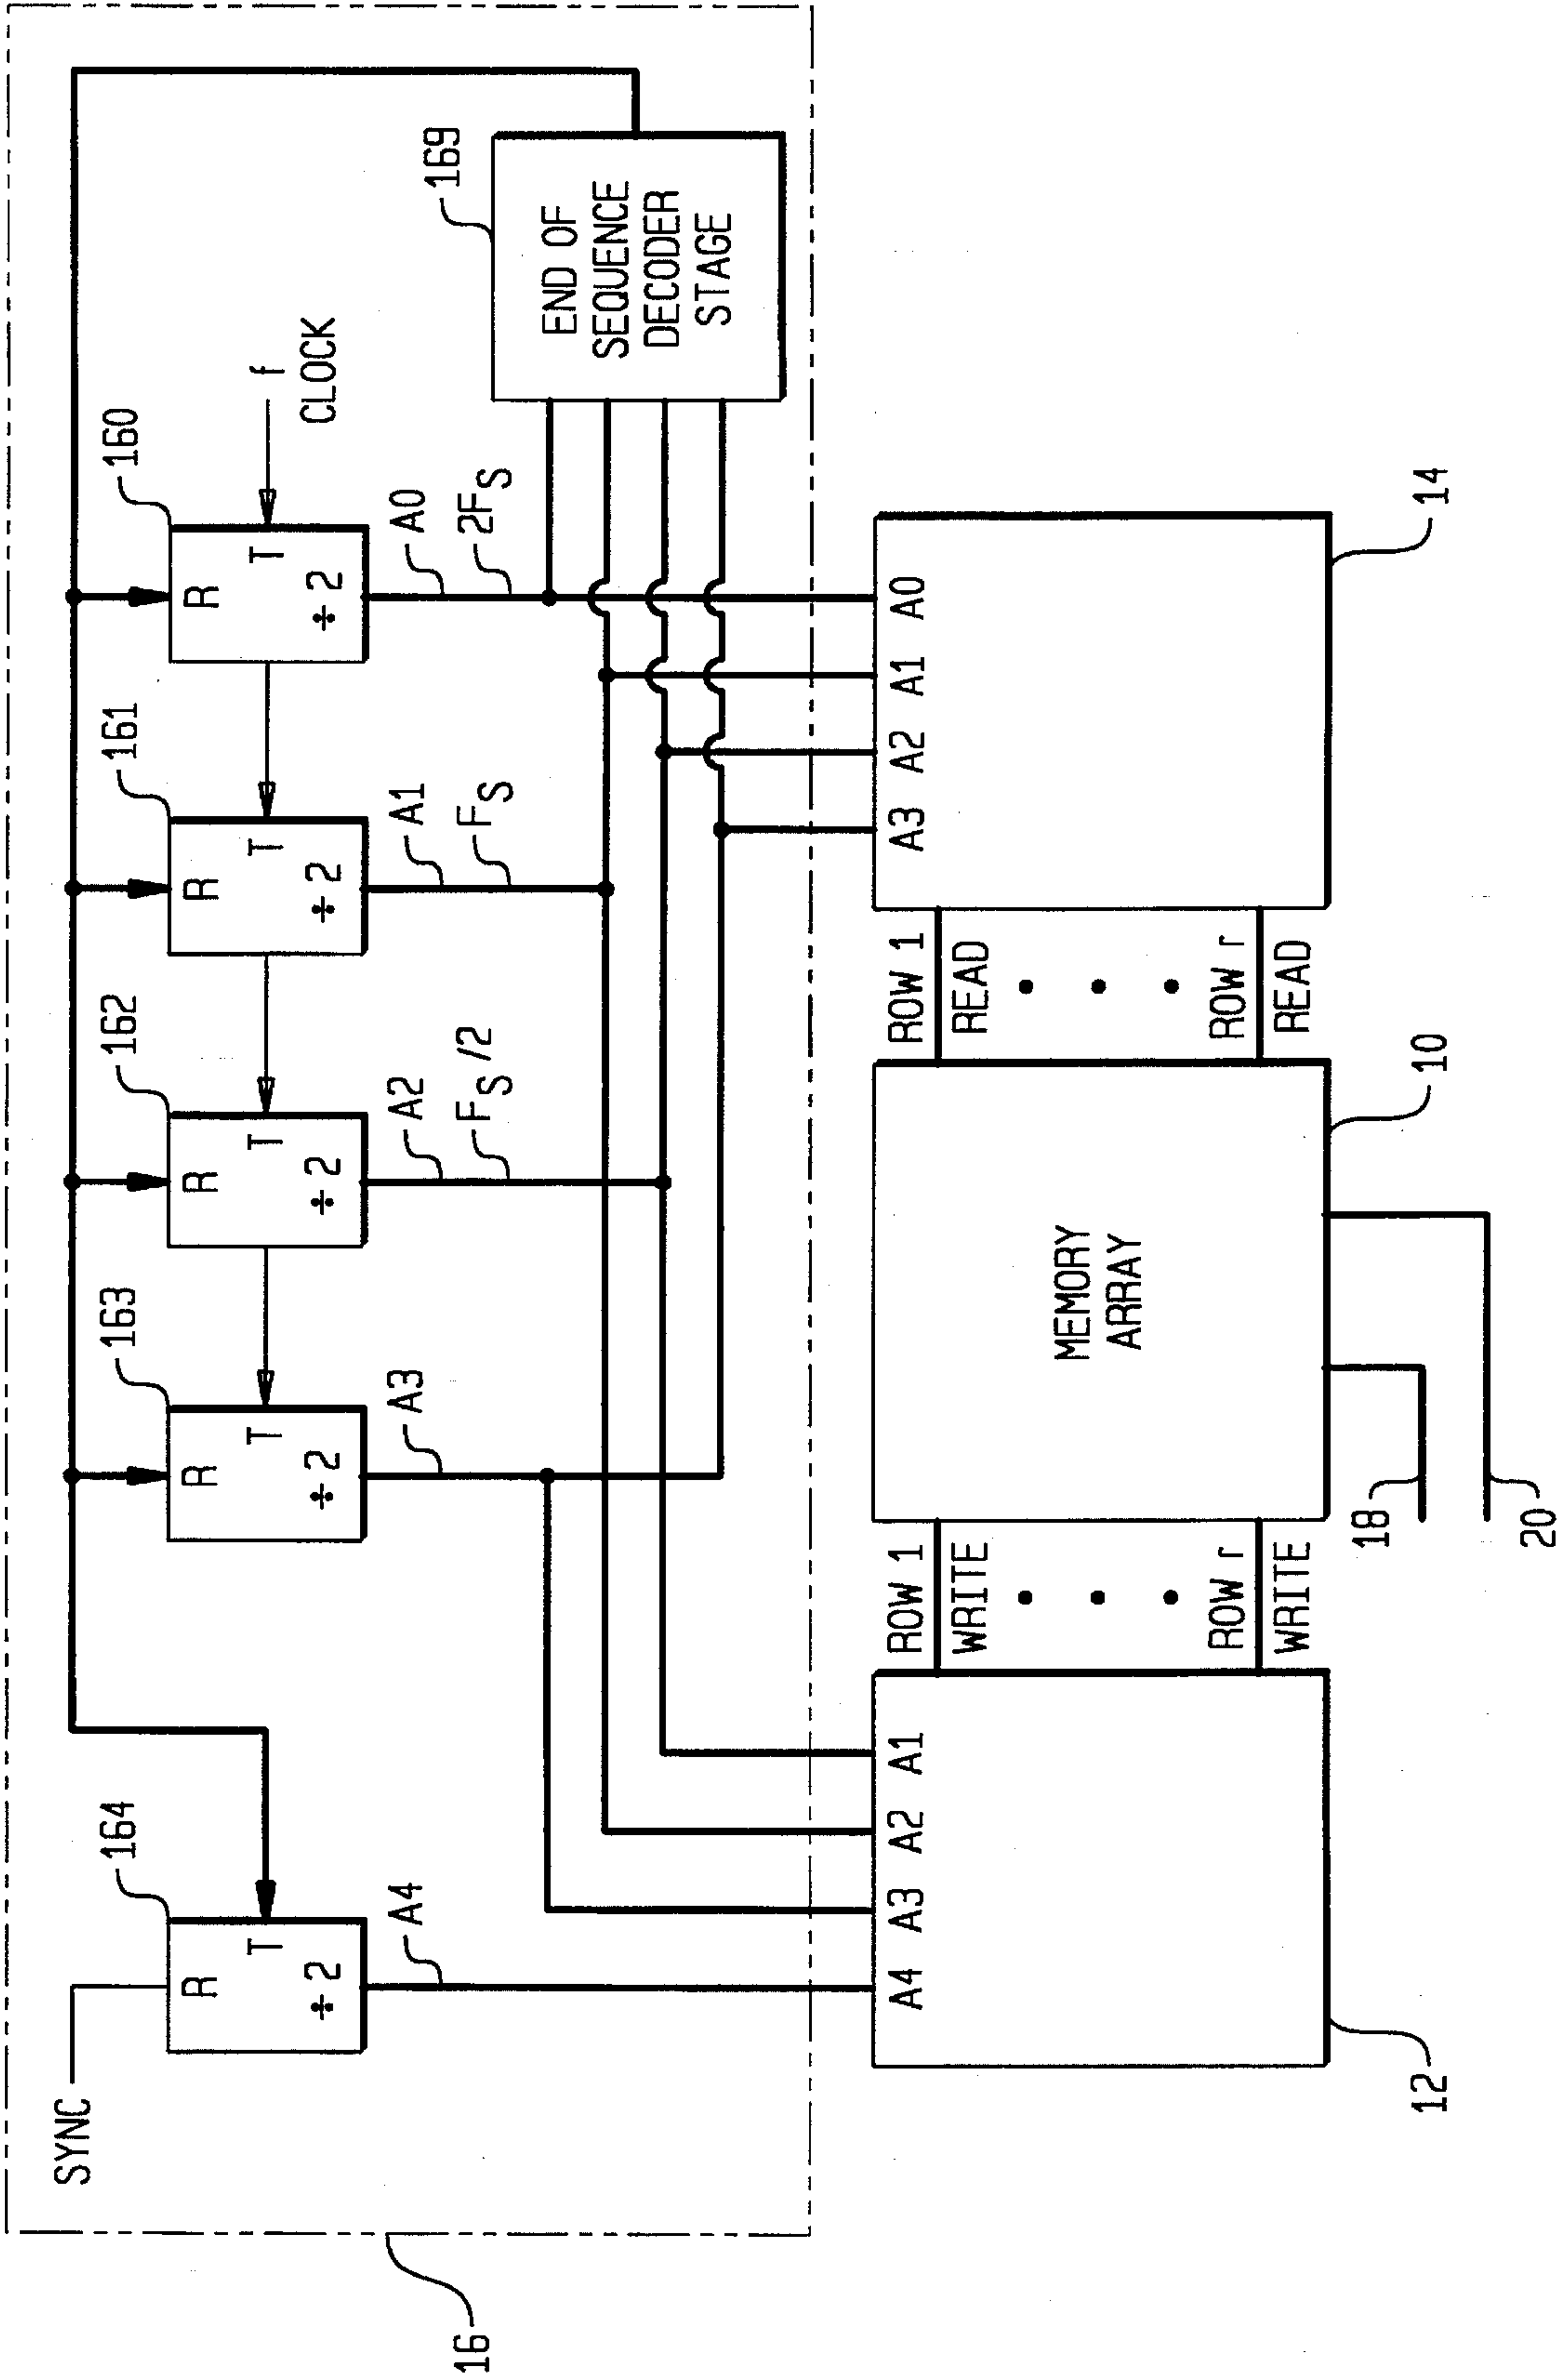 SYNC
164
163
162
161
160
169
R
T
÷2
R
T
÷2
R
T
÷2
R
T
÷2
R
T
÷2
f
CLOCK
A4
A3
A2
FS/2
A1
FS
A0
2FS
END OF
SEQUENCE
DECODER
STAGE
16
A4 A3 A2 A1
12
ROW 1
WRITE
ROW r
WRITE
MEMORY
ARRAY
10
18
20
ROW 1
READ
ROW r
READ
A3 A2 A1 A0
14